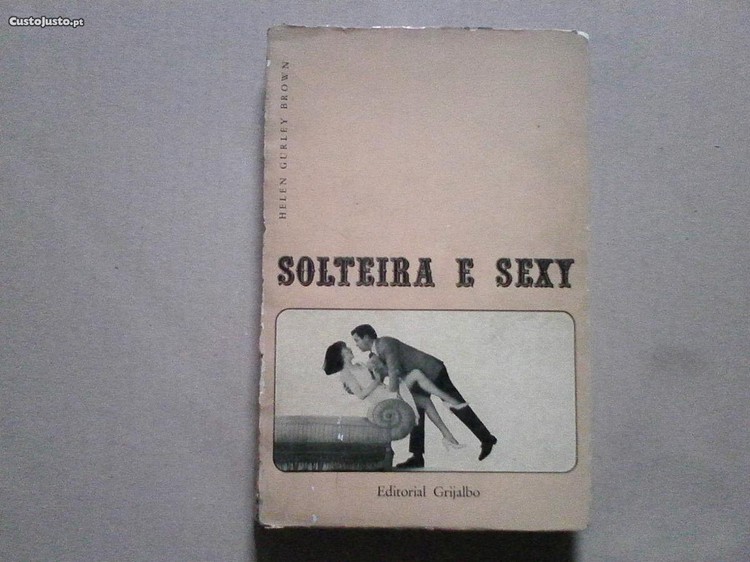 CustoJusto.pt
HELEN GURLEY BROWN
SOLTEIRA E SEXY
Editorial Grijalbo